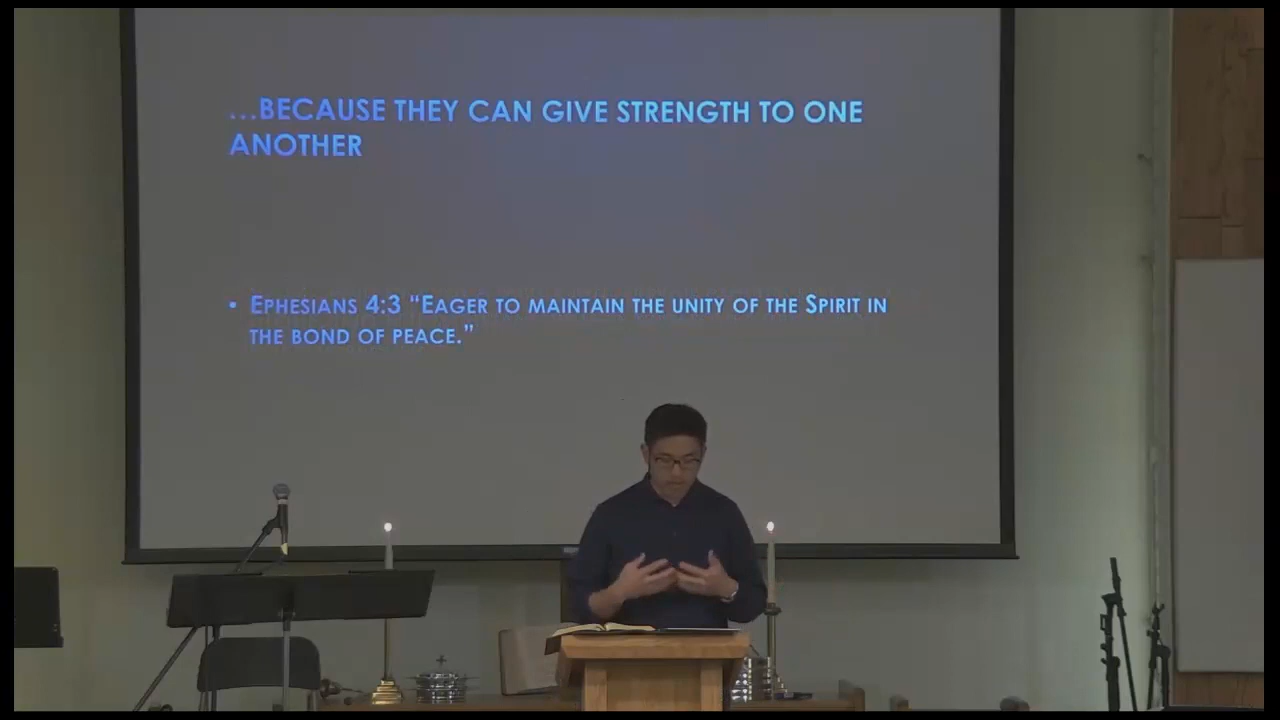 ...BECAUSE THEY CAN GIVE STRENGTH TO ONE
ANOTHER
• EPHESIANS 4:3 “EAGER TO MAINTAIN THE UNITY OF THE SPIRIT IN
THE BOND OF PEACE.”